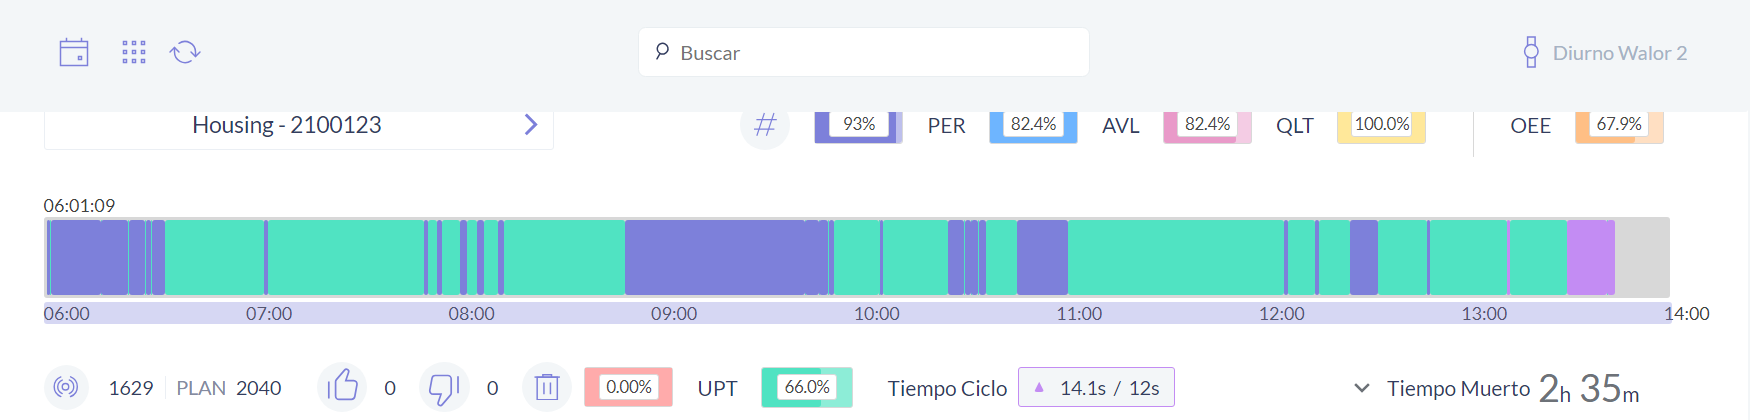 Buscar
Diurno Walor 2
Housing - 2100123
# 93% PER 82.4% AVL 82.4% QLT 100.0% OEE 67.9%
06:01:09
06:00 07:00 08:00 09:00 10:00 11:00 12:00 13:00 14:00
1629 PLAN 2040 0 0 0.00% UPT 66.0% Tiempo Ciclo 14.1s / 12s Tiempo Muerto 2h 35m